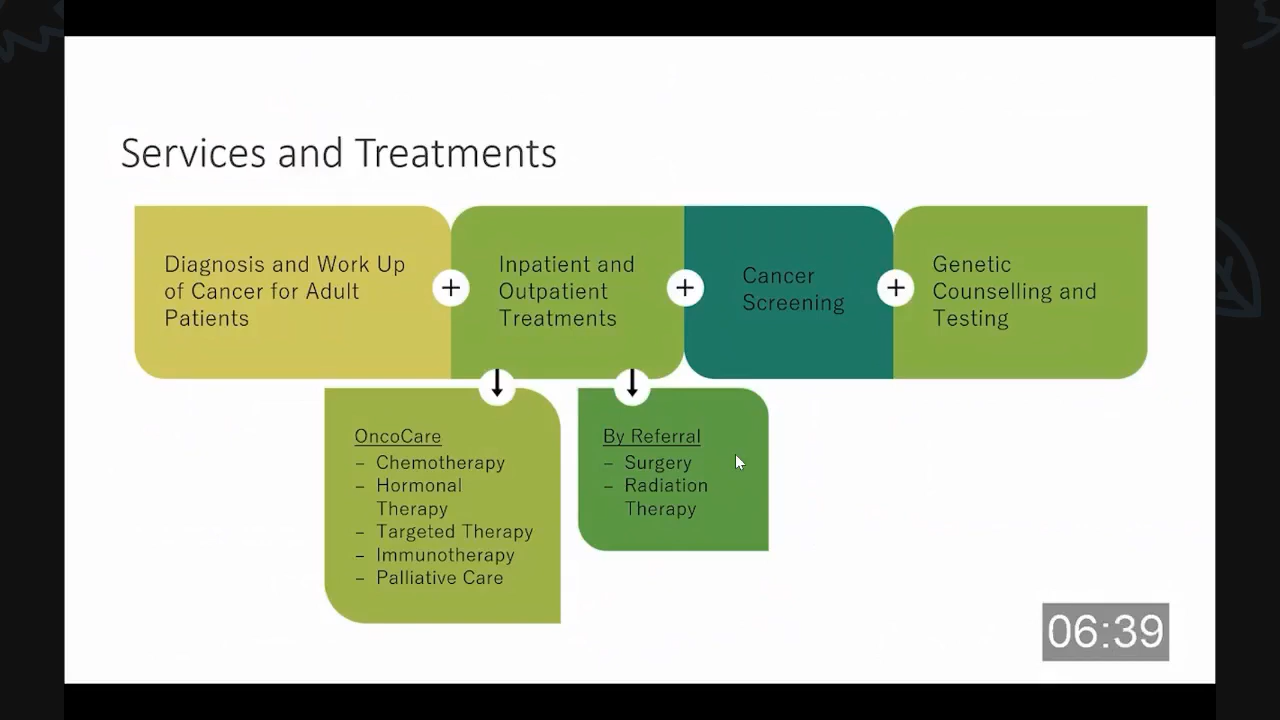 Services and Treatments
Diagnosis and Work Up
of Cancer for Adult
Patients
+
Inpatient and
Outpatient
Treatments
+
Cancer
Screening
+
Genetic
Counselling and
Testing
OncoCare
– Chemotherapy
– Hormonal
Therapy
– Targeted Therapy
– Immunotherapy
– Palliative Care
By Referral
– Surgery
– Radiation
Therapy
06:39